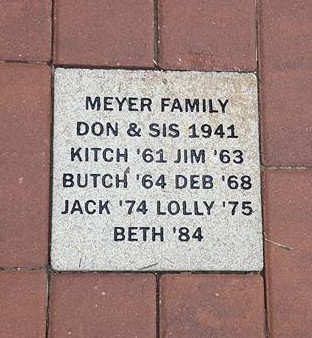 MEYER FAMILY
DON & SIS 1941
KITCH '61 JIM '63
BUTCH '64 DEB '68
JACK '74 LOLLY '75
BETH '84